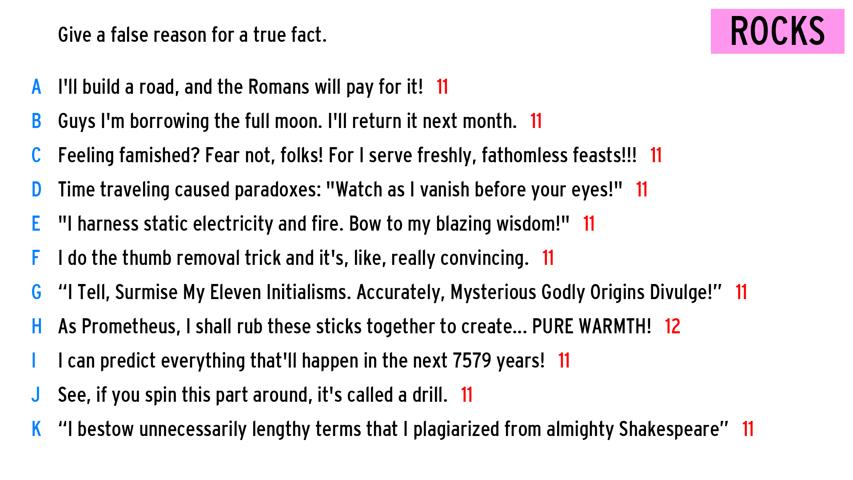 Give a false reason for a true fact.
ROCKS
A I'll build a road, and the Romans will pay for it! 11
B Guys I'm borrowing the full moon. I'll return it next month. 11
C Feeling famished? Fear not, folks! For I serve freshly, fathomless feasts!!! 11
D Time traveling caused paradoxes: "Watch as I vanish before your eyes!" 11
E "I harness static electricity and fire. Bow to my blazing wisdom!" 11
F I do the thumb removal trick and it's, like, really convincing. 11
G “I Tell, Surmise My Eleven Initialisms. Accurately, Mysterious Godly Origins Divulge!” 11
H As Prometheus, I shall rub these sticks together to create... PURE WARMTH! 12
I I can predict everything that'll happen in the next 7579 years! 11
J See, if you spin this part around, it's called a drill. 11
K “I bestow unnecessarily lengthy terms that I plagiarized from almighty Shakespeare” 11